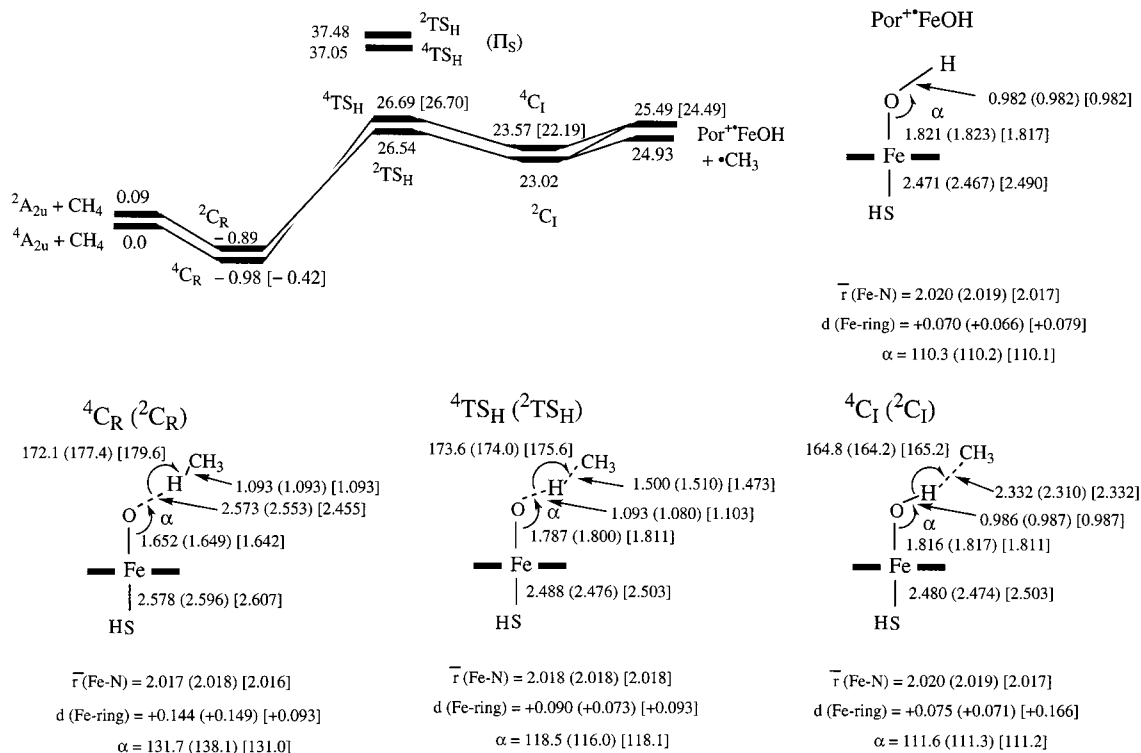 37.48
²TS_H
37.05
⁴TS_H
(Π_S)
⁴TS_H
26.69 [26.70]
26.54
²TS_H
⁴C_I
23.57 [22.19]
23.02
²C_I
25.49 [24.49]
Por⁺•FeOH
24.93
+ •CH₃
²A₂u + CH₄
0.09
⁴A₂u + CH₄
0.0
²C_R
− 0.89
⁴C_R
− 0.98 [− 0.42]
Por⁺•FeOH
H
O
α
0.982 (0.982) [0.982]
1.821 (1.823) [1.817]
Fe
2.471 (2.467) [2.490]
HS
r̅ (Fe-N) = 2.020 (2.019) [2.017]
d (Fe-ring) = +0.070 (+0.066) [+0.079]
α = 110.3 (110.2) [110.1]
⁴C_R (²C_R)
172.1 (177.4) [179.6]
CH₃
H
1.093 (1.093) [1.093]
2.573 (2.553) [2.455]
O
α
1.652 (1.649) [1.642]
Fe
2.578 (2.596) [2.607]
HS
r̅ (Fe-N) = 2.017 (2.018) [2.016]
d (Fe-ring) = +0.144 (+0.149) [+0.093]
α = 131.7 (138.1) [131.0]
⁴TS_H (²TS_H)
173.6 (174.0) [175.6]
CH₃
H
1.500 (1.510) [1.473]
1.093 (1.080) [1.103]
O
α
1.787 (1.800) [1.811]
Fe
2.488 (2.476) [2.503]
HS
r̅ (Fe-N) = 2.018 (2.018) [2.018]
d (Fe-ring) = +0.090 (+0.073) [+0.093]
α = 118.5 (116.0) [118.1]
⁴C_I (²C_I)
164.8 (164.2) [165.2]
CH₃
H
2.332 (2.310) [2.332]
0.986 (0.987) [0.987]
O
α
1.816 (1.817) [1.811]
Fe
2.480 (2.474) [2.503]
HS
r̅ (Fe-N) = 2.020 (2.019) [2.017]
d (Fe-ring) = +0.075 (+0.071) [+0.166]
α = 111.6 (111.3) [111.2]